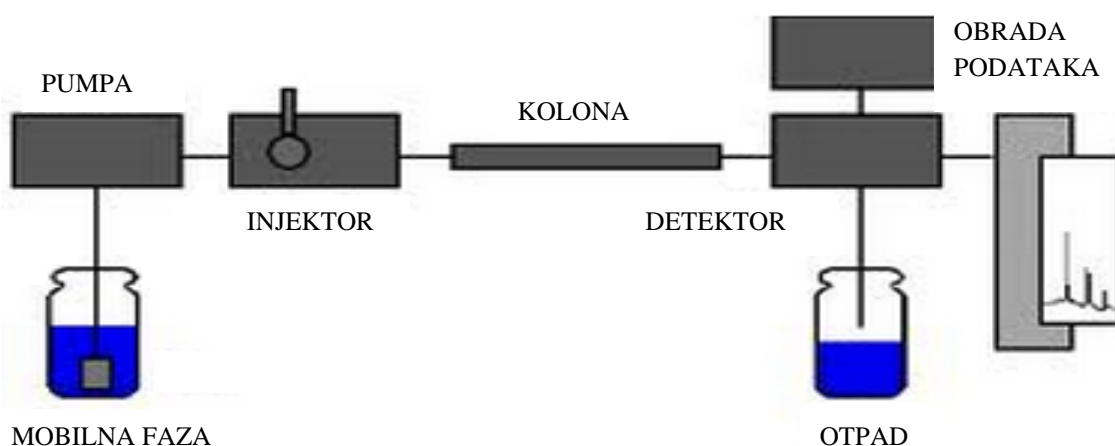 OBRADA
PODATAKA
PUMPA
KOLONA
INJEKTOR
DETEKTOR
MOBILNA FAZA
OTPAD